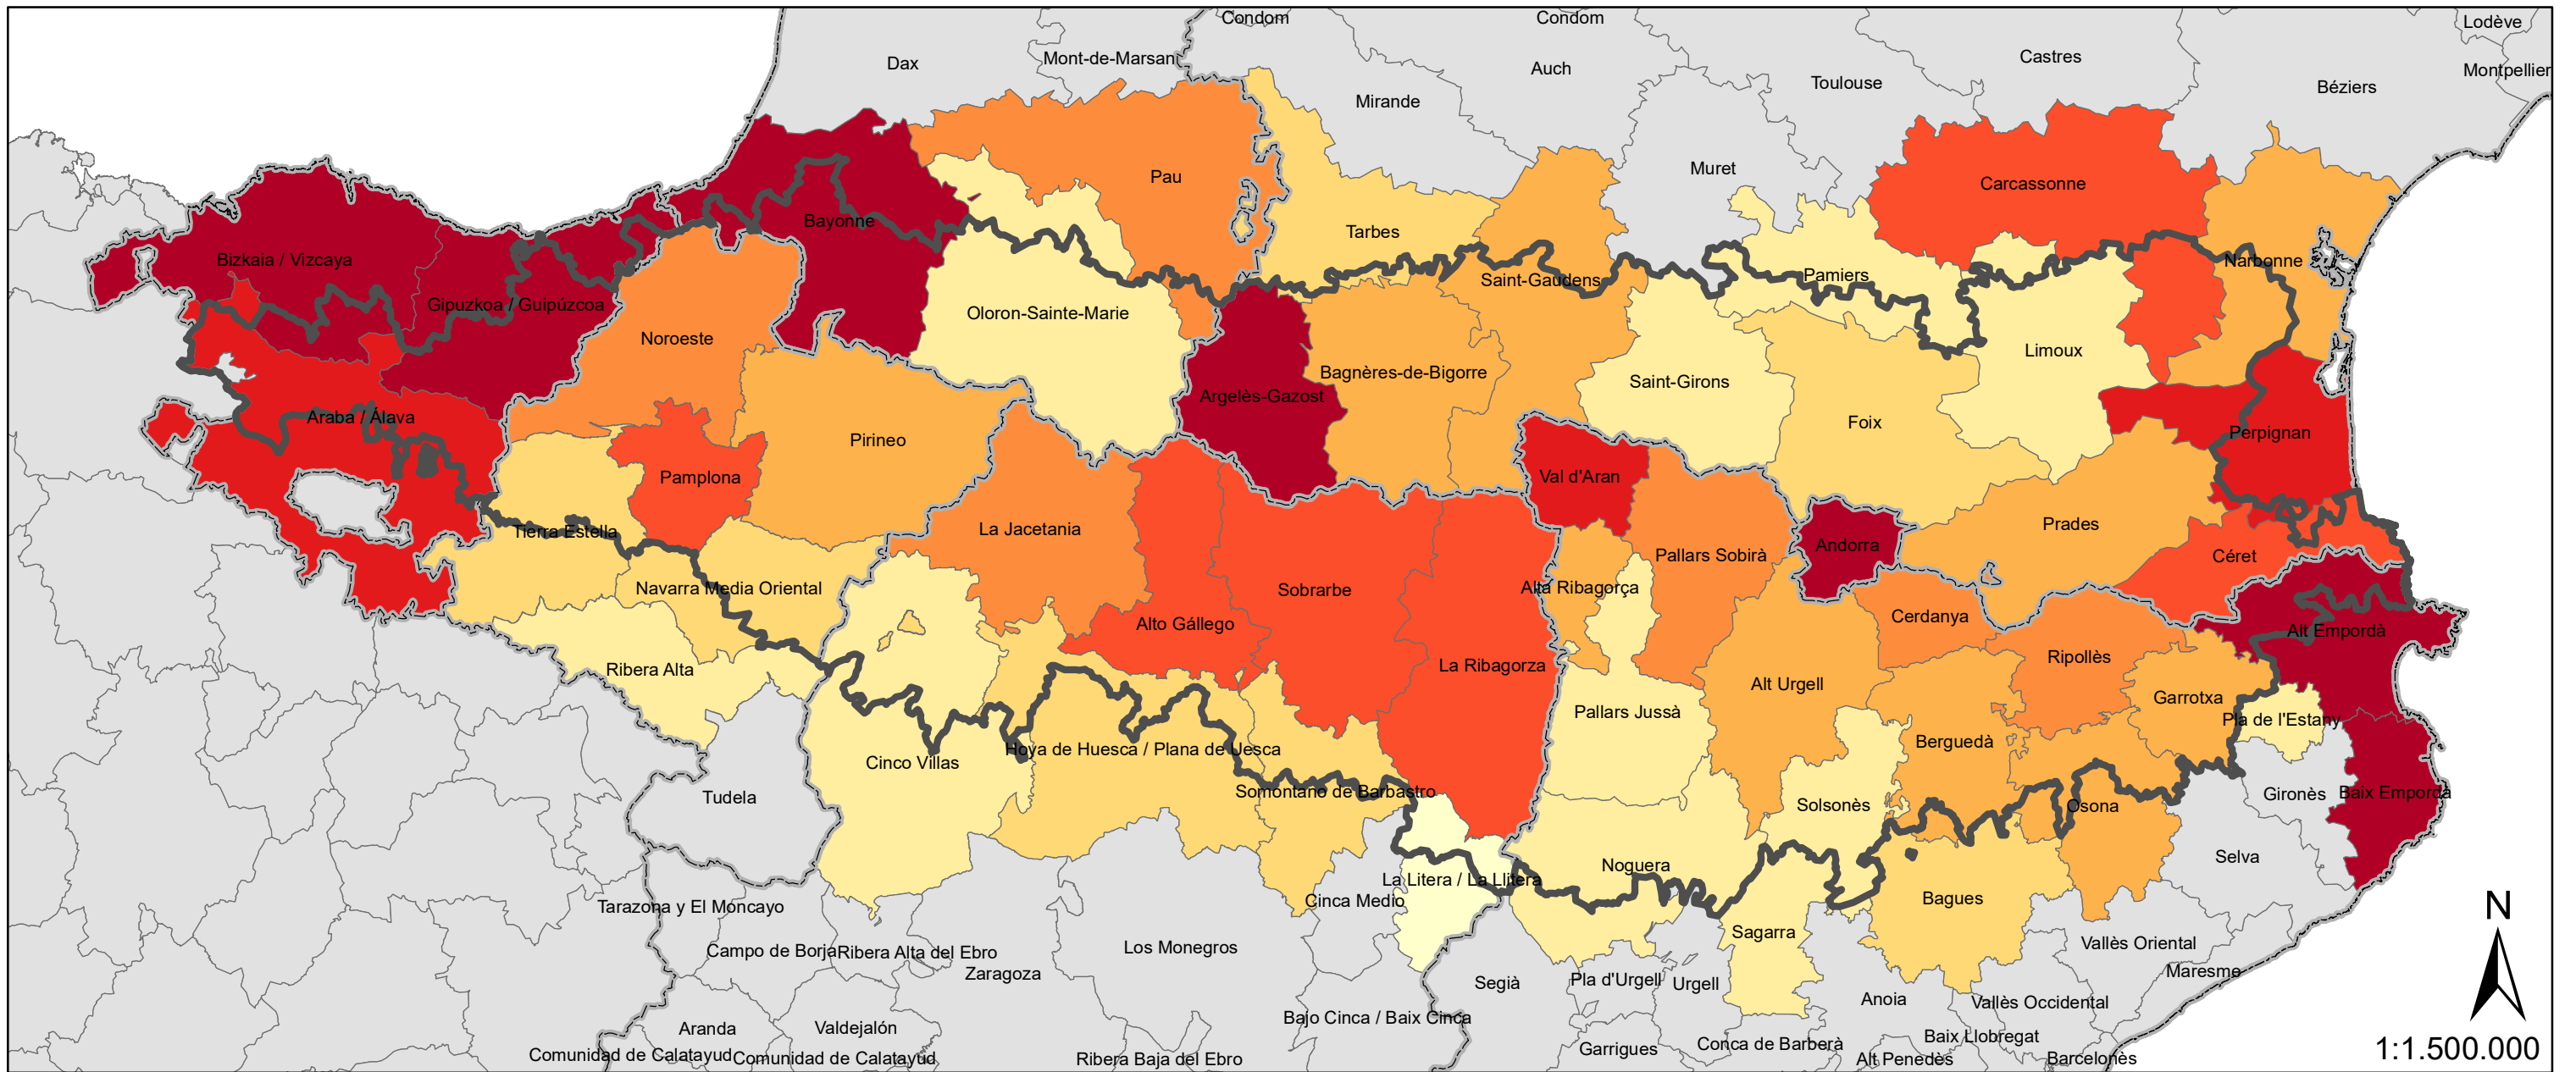 Condom
Condom
Lodève
Dax
Mont-de-Marsan
Auch
Castres
Montpellier
Toulouse
Béziers
Mirande
Muret
Pau
Carcassonne
Bayonne
Tarbes
Bizkaia / Vizcaya
Narbonne
Saint-Gaudens
Pamiers
Gipuzkoa / Guipúzcoa
Oloron-Sainte-Marie
Noroeste
Limoux
Bagnères-de-Bigorre
Saint-Girons
Argelès-Gazost
Araba / Álava
Foix
Pirineo
Perpignan
Pamplona
Val d'Aran
Prades
Tierra Estella
La Jacetania
Andorra
Pallars Sobirà
Céret
Navarra Media Oriental
Sobrarbe
Alta Ribagorça
Cerdanya
Alto Gállego
Alt Empordà
Ribera Alta
La Ribagorza
Ripollès
Alt Urgell
Garrotxa
Pallars Jussà
Pla de l'Estany
Berguedà
Hoya de Huesca / Plana de Uesca
Cinco Villas
Somontano de Barbastro
Tudela
Solsonès
Osona
Gironès
Baix Empordà
Selva
Noguera
La Litera / La Llitera
Cinca Medio
Bagues
Tarazona y El Moncayo
Sagarra
Campo de Borja
Ribera Alta del Ebro
Los Monegros
Vallès Oriental
N
Zaragoza
Segià
Pla d'Urgell
Urgell
Maresme
Anoia
Vallès Occidental
Bajo Cinca / Baix Cinca
Aranda
Valdejalón
Baix Llobregat
Garrigues
Conca de Barberà
1:1.500.000
Comunidad de Calatayud
Comunidad de Calatayud
Ribera Baja del Ebro
Alt Penedès
Barcelonès